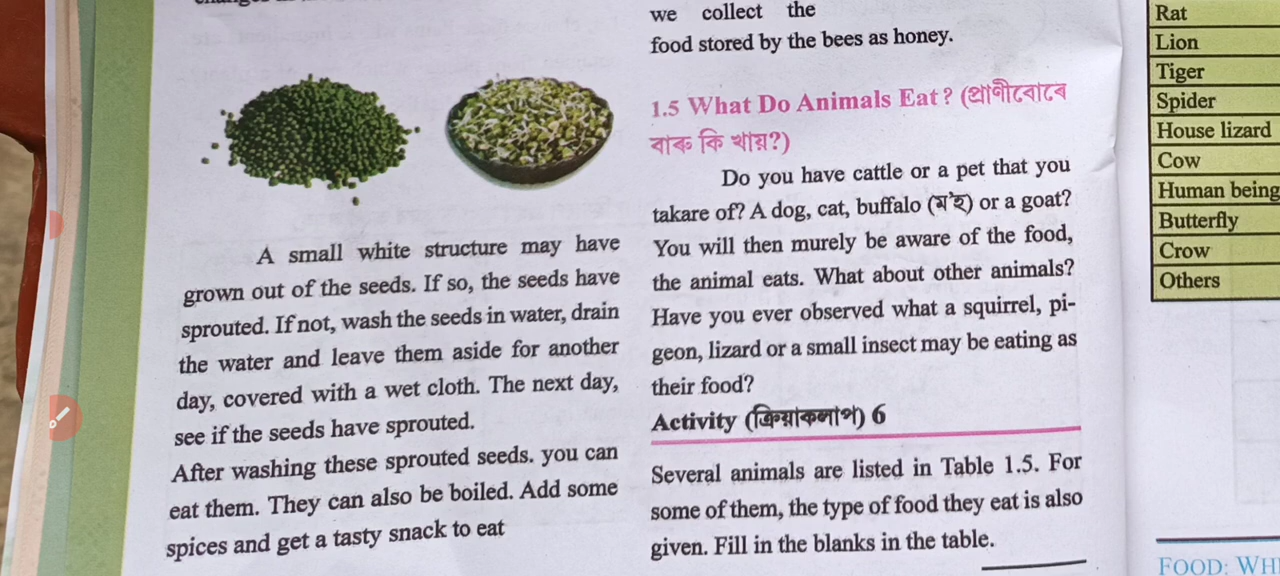 A small white structure may have
grown out of the seeds. If so, the seeds have
sprouted. If not, wash the seeds in water, drain
the water and leave them aside for another
day, covered with a wet cloth. The next day,
see if the seeds have sprouted.
After washing these sprouted seeds. you can
eat them. They can also be boiled. Add some
spices and get a tasty snack to eat
we collect the
food stored by the bees as honey.
1.5 What Do Animals Eat? (প্ৰাণীবোৰে
বাৰু কি খায়?)
Do you have cattle or a pet that you
takare of? A dog, cat, buffalo (ম'হ) or a goat?
You will then murely be aware of the food,
the animal eats. What about other animals?
Have you ever observed what a squirrel, pi-
geon, lizard or a small insect may be eating as
their food?
Activity (ক্ৰিয়াকলাপ) 6
Several animals are listed in Table 1.5. For
some of them, the type of food they eat is also
given. Fill in the blanks in the table.
Rat
Lion
Tiger
Spider
House lizard
Cow
Human being
Butterfly
Crow
Others
FOOD: